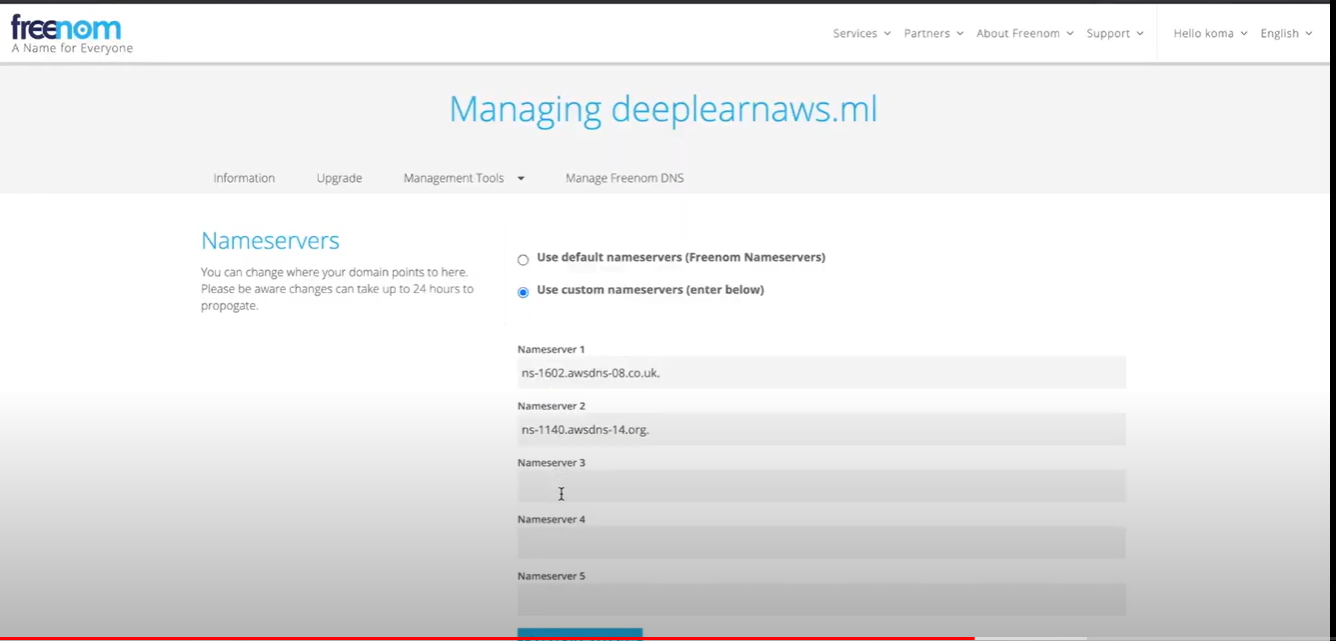 freenom
A Name for Everyone
Services Partners About Freenom Support Hello koma English
Managing deeplearnaws.ml
Information Upgrade Management Tools Manage Freenom DNS
Nameservers
You can change where your domain points to here.
Please be aware changes can take up to 24 hours to
propogate.
Use default nameservers (Freenom Nameservers)
Use custom nameservers (enter below)
Nameserver 1
ns-1602.awsdns-08.co.uk.
Nameserver 2
ns-1140.awsdns-14.org.
Nameserver 3
Nameserver 4
Nameserver 5